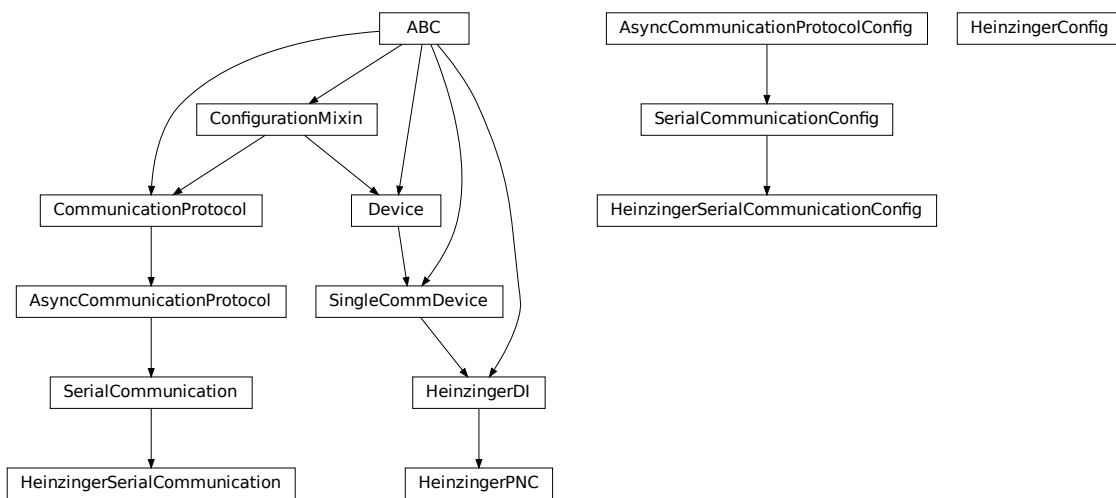 ABC
AsyncCommunicationProtocolConfig
HeinzingerConfig
ConfigurationMixin
SerialCommunicationConfig
CommunicationProtocol
Device
HeinzingerSerialCommunicationConfig
AsyncCommunicationProtocol
SingleCommDevice
SerialCommunication
HeinzingerDI
HeinzingerSerialCommunication
HeinzingerPNC